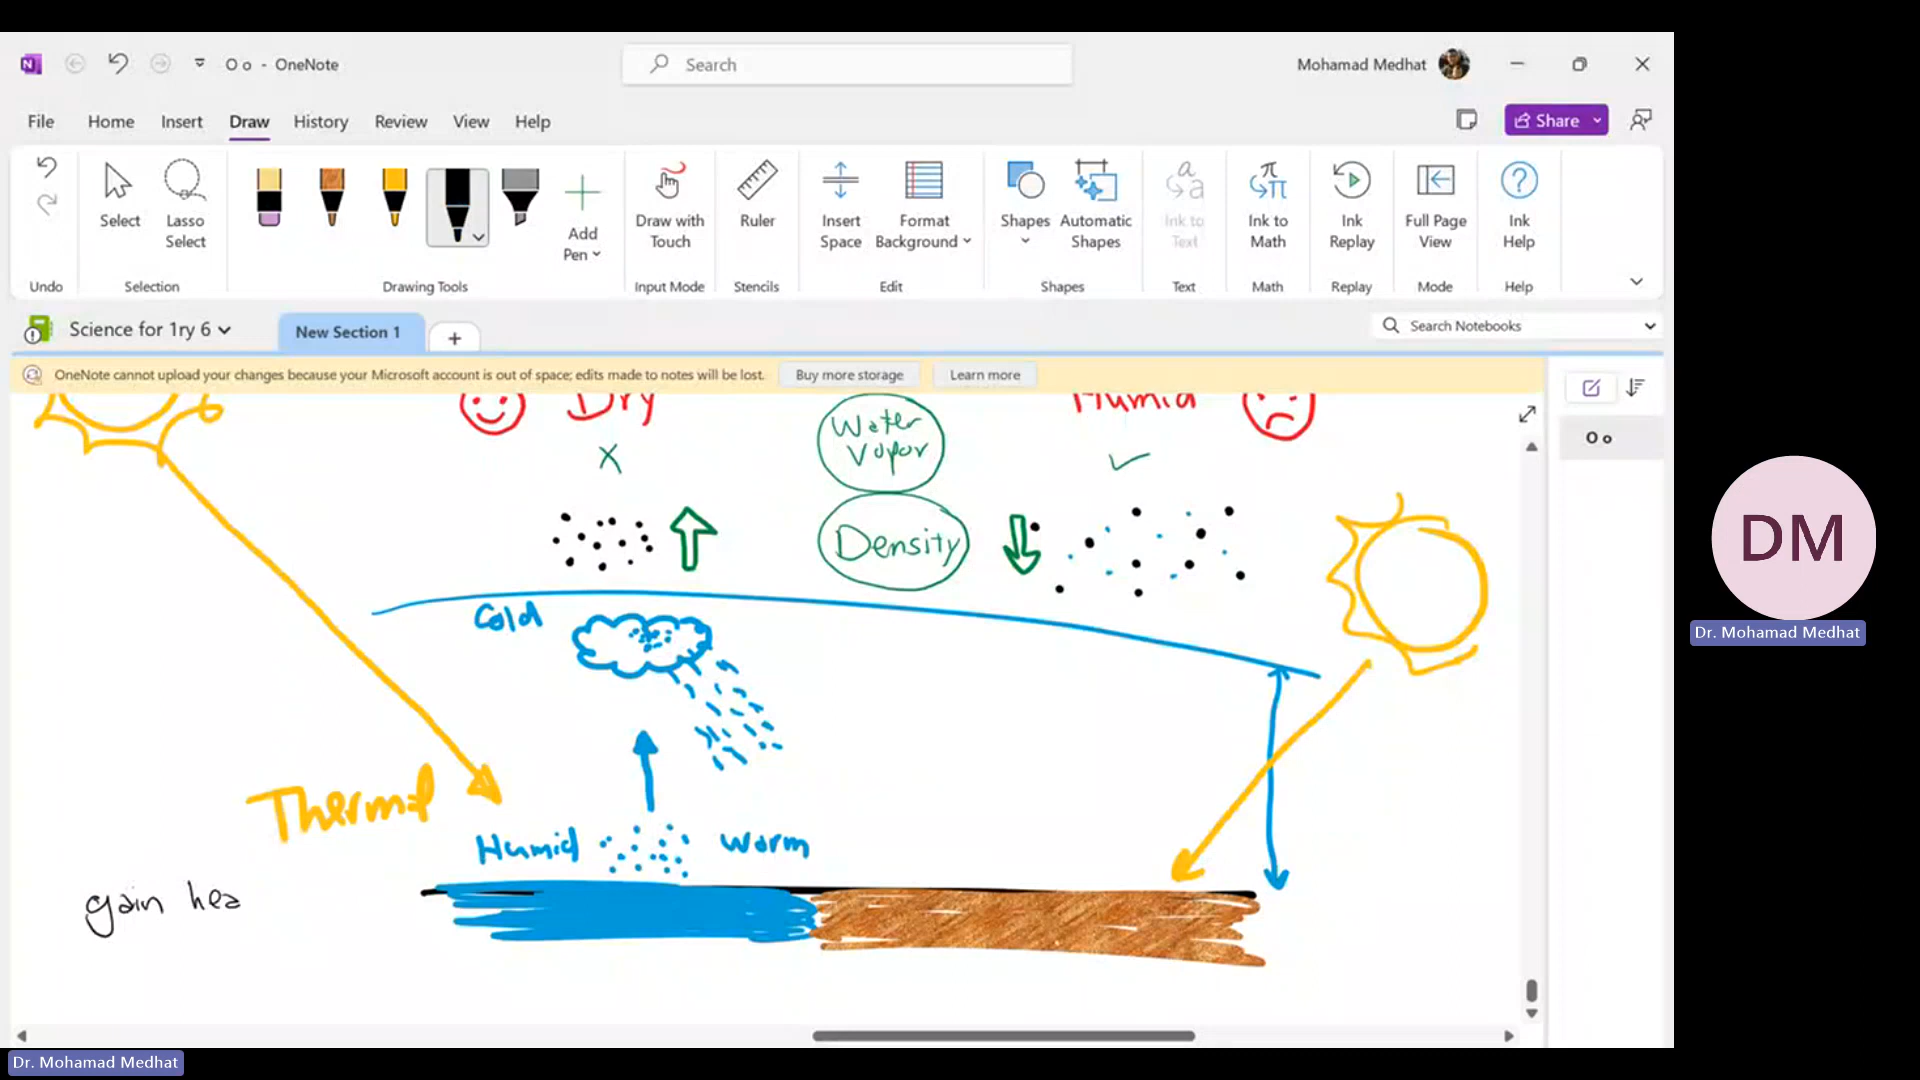 O o - OneNote
Search
Mohamad Medhat
File Home Insert Draw History Review View Help
Share
Select
Lasso Select
Add Pen
Draw with Touch
Ruler
Insert Space
Format Background
Shapes
Automatic Shapes
Ink to Text
Ink to Math
Ink Replay
Full Page View
Ink Help
Undo Selection Drawing Tools Input Mode Stencils Edit Shapes Text Math Replay Mode Help
Science for 1ry 6
New Section 1
Search Notebooks
OneNote cannot upload your changes because your Microsoft account is out of space; edits made to notes will be lost.
Buy more storage
Learn more
O o
Dry
Water
Vapor
Humid
Density
Cold
Thermal
Humid
Worm
gain hea
DM
Dr. Mohamad Medhat
Dr. Mohamad Medhat